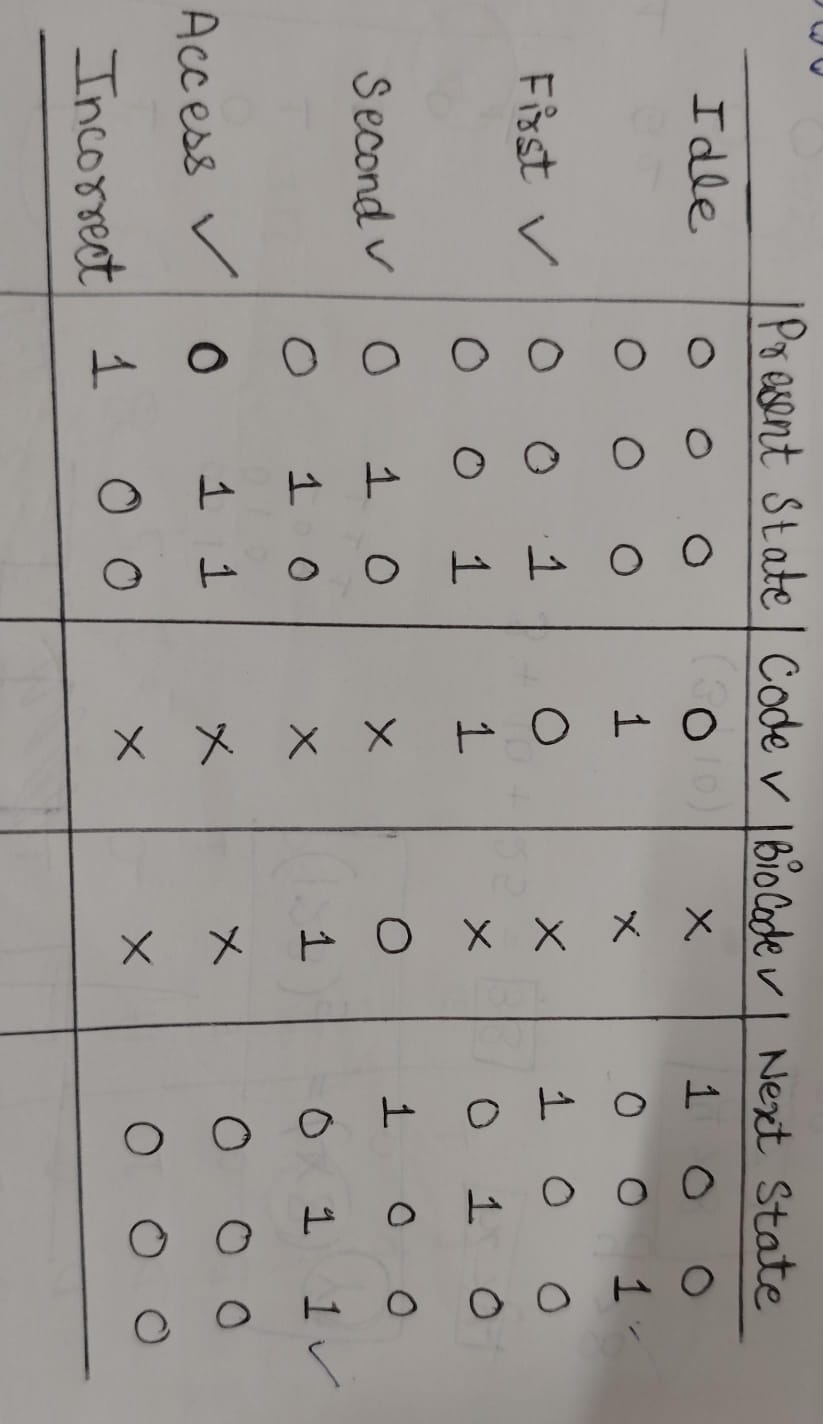 Present State | Code ✓ | BioCode ✓ | Next State
Idle 0 0 0 0 × 1 0 0
0 0 0 1 × 0 0 1
First ✓ 0 0 1 0 × 1 0 0
0 0 1 1 × 0 1 0
Second ✓ 0 1 0 × 0 1 0 0
0 1 0 × 1 0 1 1 ✓
Access ✓ 0 1 1 × × 0 0 0
Incorrect 1 0 0 × × 0 0 0